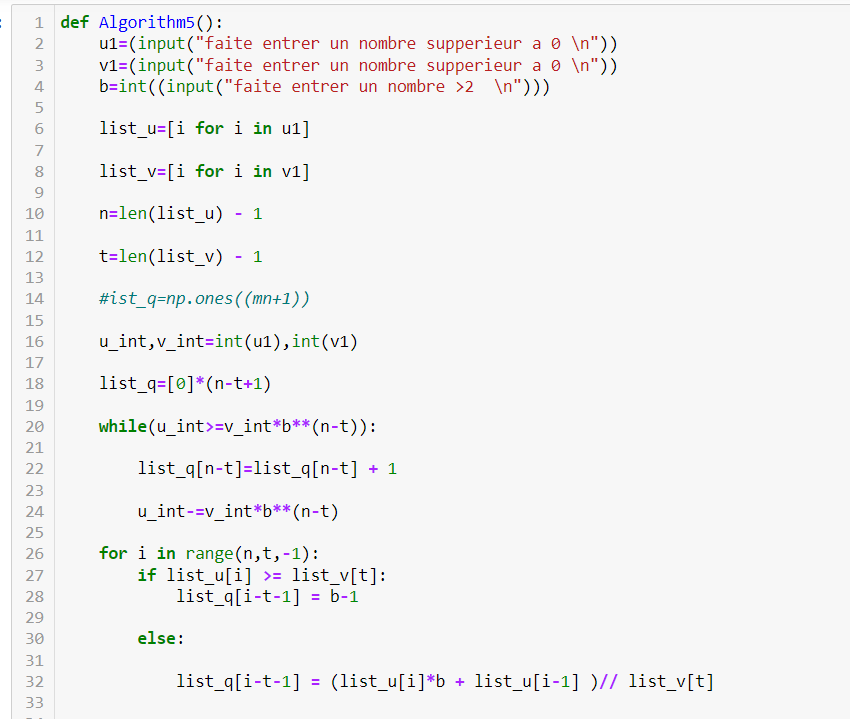 1 def Algorithm5():
2     u1=(input("faite entrer un nombre supperieur a 0 \n"))
3     v1=(input("faite entrer un nombre supperieur a 0 \n"))
4     b=int((input("faite entrer un nombre >2  \n")))
5
6     list_u=[i for i in u1]
7
8     list_v=[i for i in v1]
9
10     n=len(list_u) - 1
11
12     t=len(list_v) - 1
13
14     #ist_q=np.ones((mn+1))
15
16     u_int,v_int=int(u1),int(v1)
17
18     list_q=[0]*(n-t+1)
19
20     while(u_int>=v_int*b**(n-t)):
21
22         list_q[n-t]=list_q[n-t] + 1
23
24         u_int-=v_int*b**(n-t)
25
26     for i in range(n,t,-1):
27         if list_u[i] >= list_v[t]:
28             list_q[i-t-1] = b-1
29
30         else:
31
32             list_q[i-t-1] = (list_u[i]*b + list_u[i-1] )// list_v[t]
33